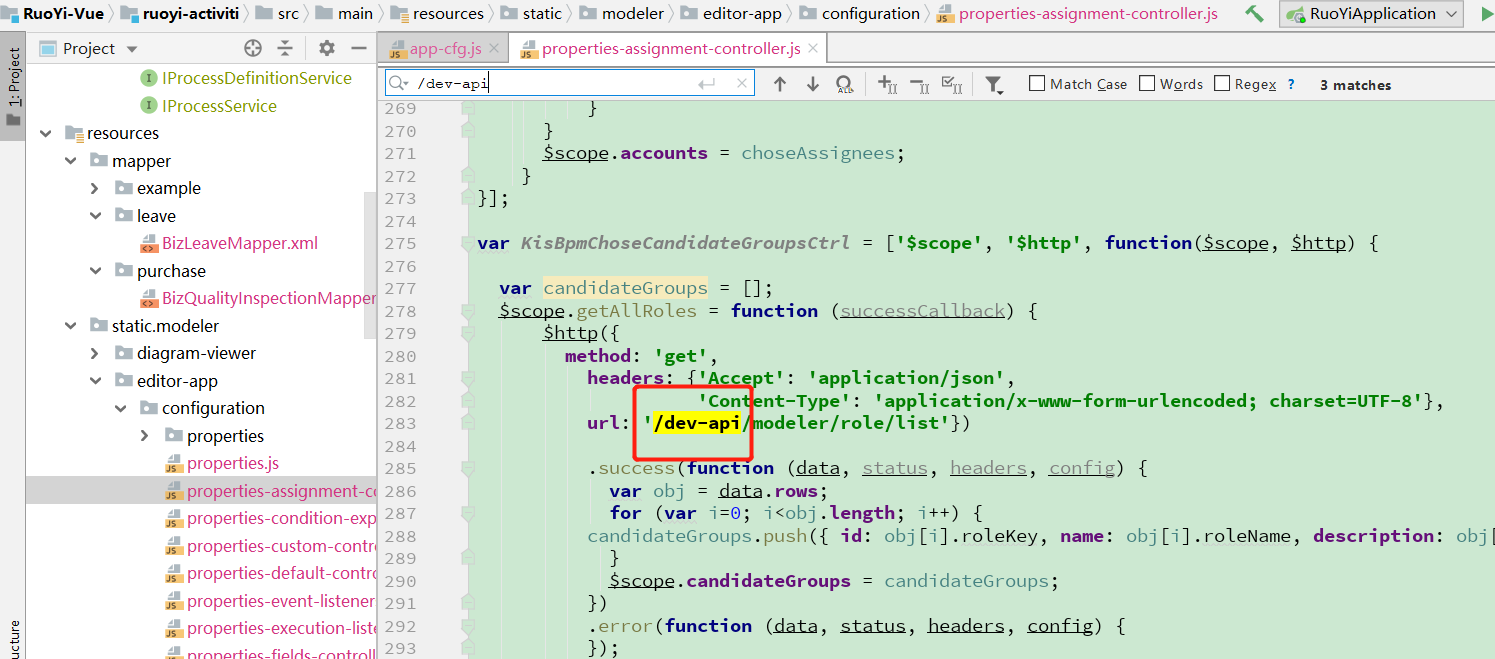 RuoYi-Vue ruoyi-activiti src main resources static modeler editor-app configuration properties-assignment-controller.js RuoYiApplication
1: Project
Project
app-cfg.js
properties-assignment-controller.js
/dev-api
Match Case Words Regex ? 3 matches
IProcessDefinitionService
IProcessService
resources
mapper
example
leave
BizLeaveMapper.xml
purchase
BizQualityInspectionMapper
static.modeler
diagram-viewer
editor-app
configuration
properties
properties.js
properties-assignment-co
properties-condition-exp
properties-custom-contr
properties-default-contro
properties-event-listener
properties-execution-liste
properties-fields-controll
ucture
269 }
270 }
271 $scope.accounts = choseAssignees;
272 }
273 }];
274
275 var KisBpmChoseCandidateGroupsCtrl = ['$scope', '$http', function($scope, $http) {
276
277 var candidateGroups = [];
278 $scope.getAllRoles = function (successCallback) {
279 $http({
280 method: 'get',
281 headers: {'Accept': 'application/json',
282 'Content-Type': 'application/x-www-form-urlencoded; charset=UTF-8'},
283 url: '/dev-api/modeler/role/list'})
284
285 .success(function (data, status, headers, config) {
286 var obj = data.rows;
287 for (var i=0; i<obj.length; i++) {
288 candidateGroups.push({ id: obj[i].roleKey, name: obj[i].roleName, description: obj[
289 }
290 $scope.candidateGroups = candidateGroups;
291 })
292 .error(function (data, status, headers, config) {
293 });